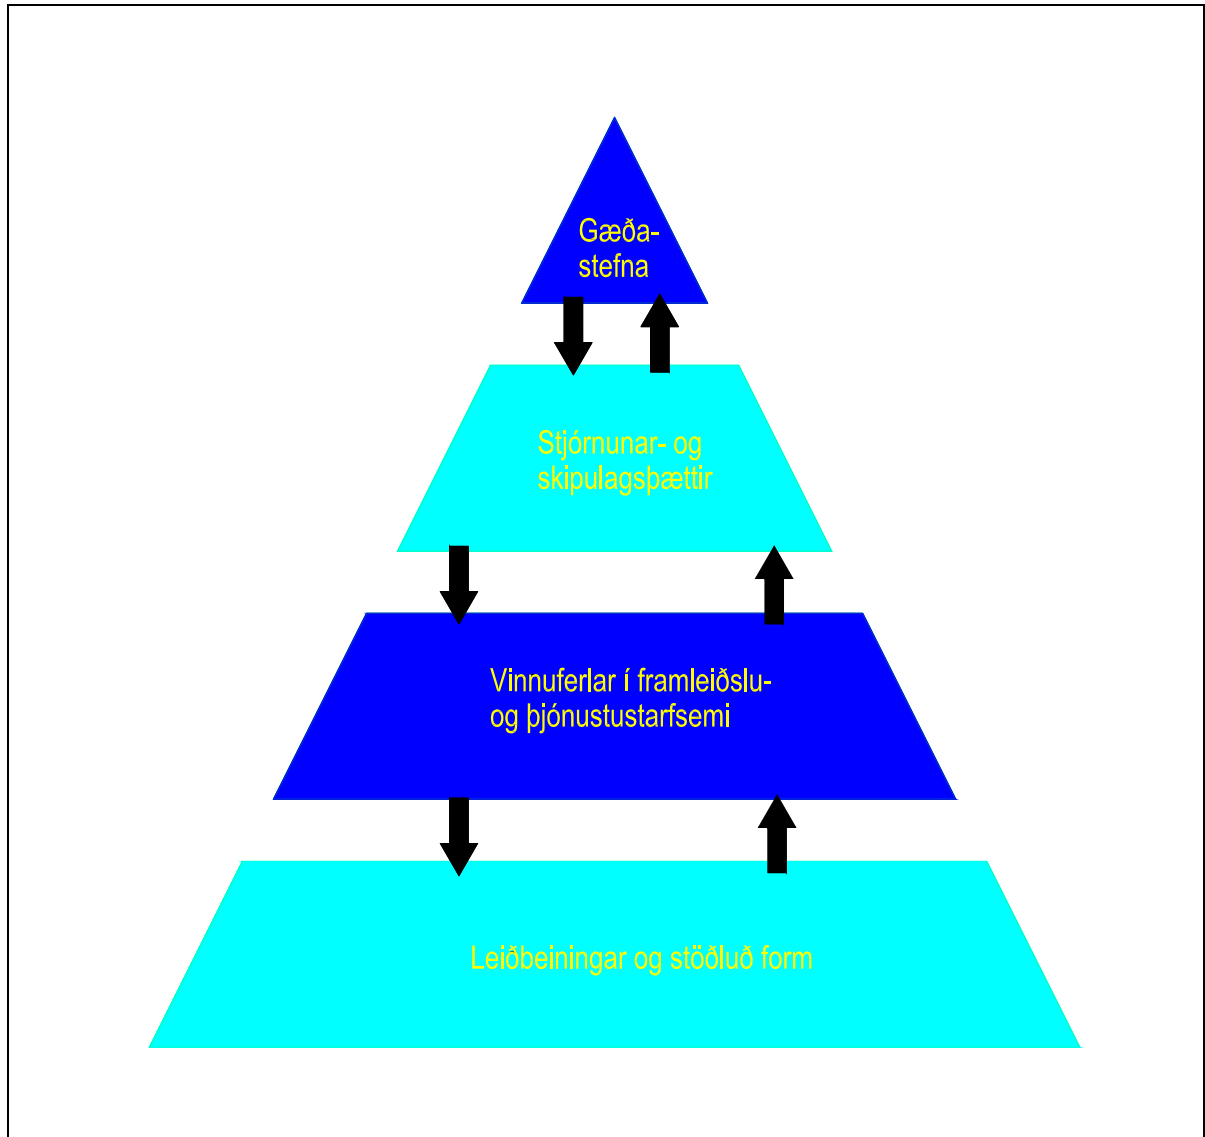 Gæða-
stefna
Stjórnunar- og
skipulagsþættir
Vinnuferlar í framleiðslu-
og þjónustustarfsemi
Leiðbeiningar og stöðluð form